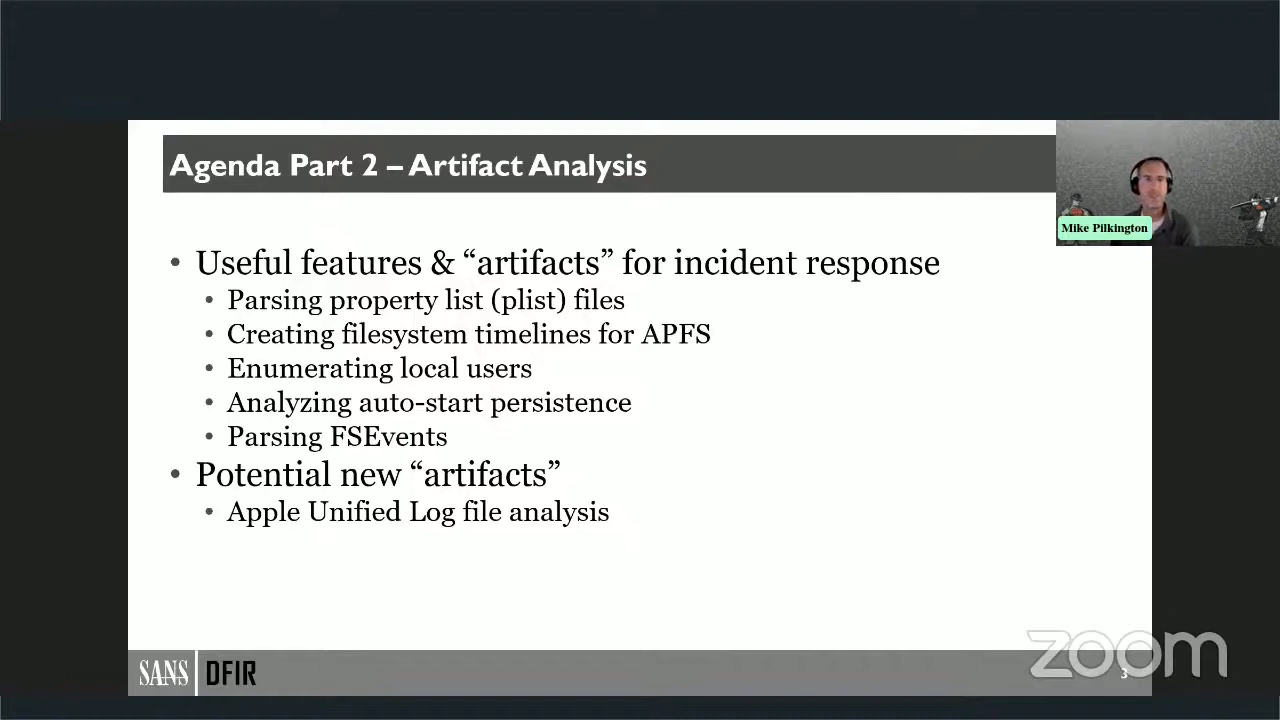 Agenda Part 2 – Artifact Analysis
Mike Pilkington
• Useful features & “artifacts” for incident response
• Parsing property list (plist) files
• Creating filesystem timelines for APFS
• Enumerating local users
• Analyzing auto-start persistence
• Parsing FSEvents
• Potential new “artifacts”
• Apple Unified Log file analysis
zoom
SANS DFIR
3